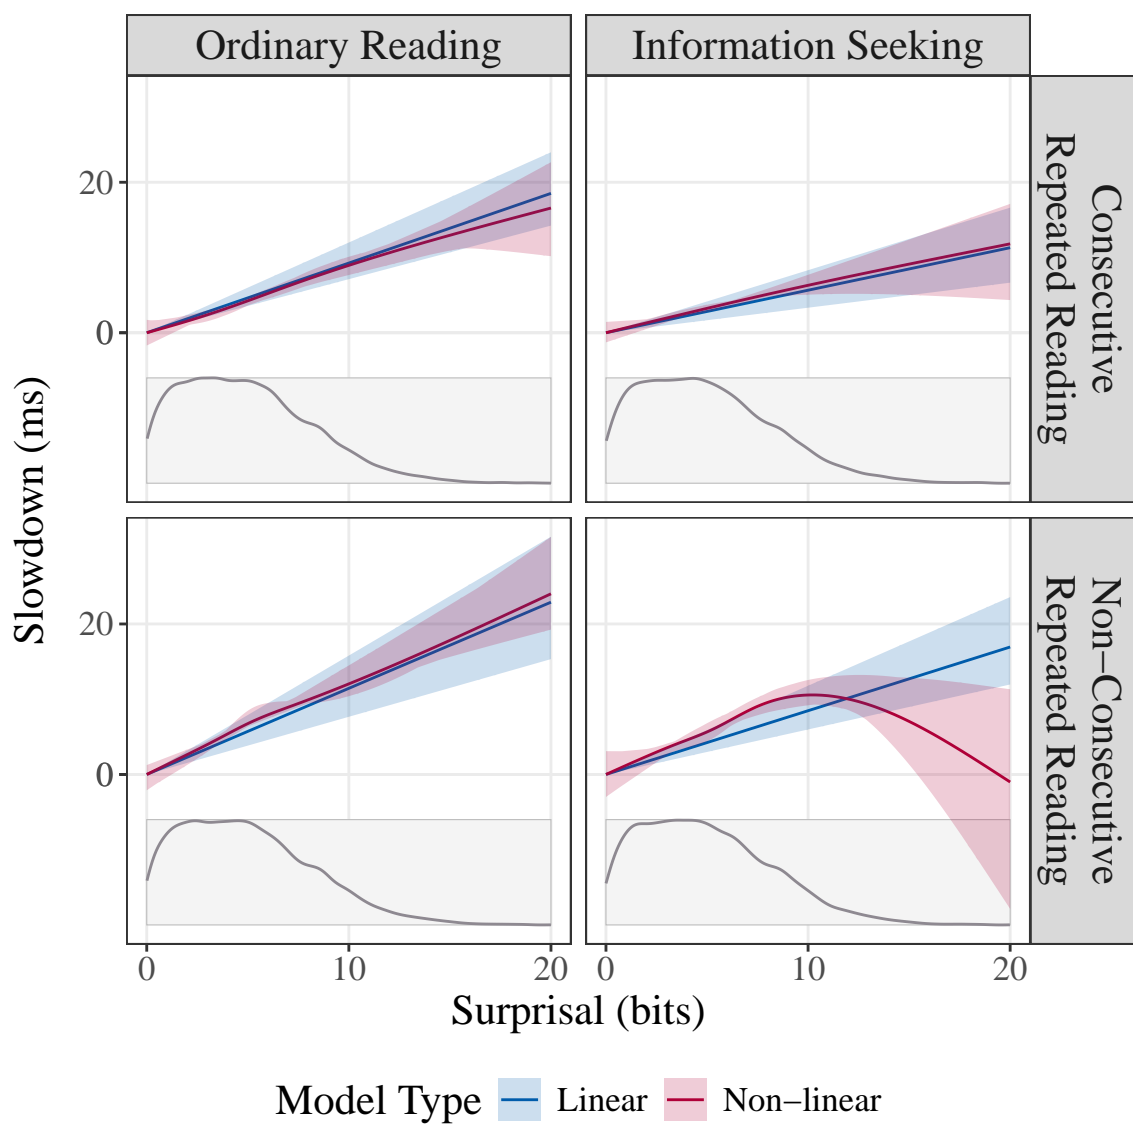 Ordinary Reading
Information Seeking
Consecutive
Repeated Reading
20
0
Slowdown (ms)
Non−Consecutive
Repeated Reading
20
0
0
10
20
0
10
20
Surprisal (bits)
Model Type
Linear
Non−linear